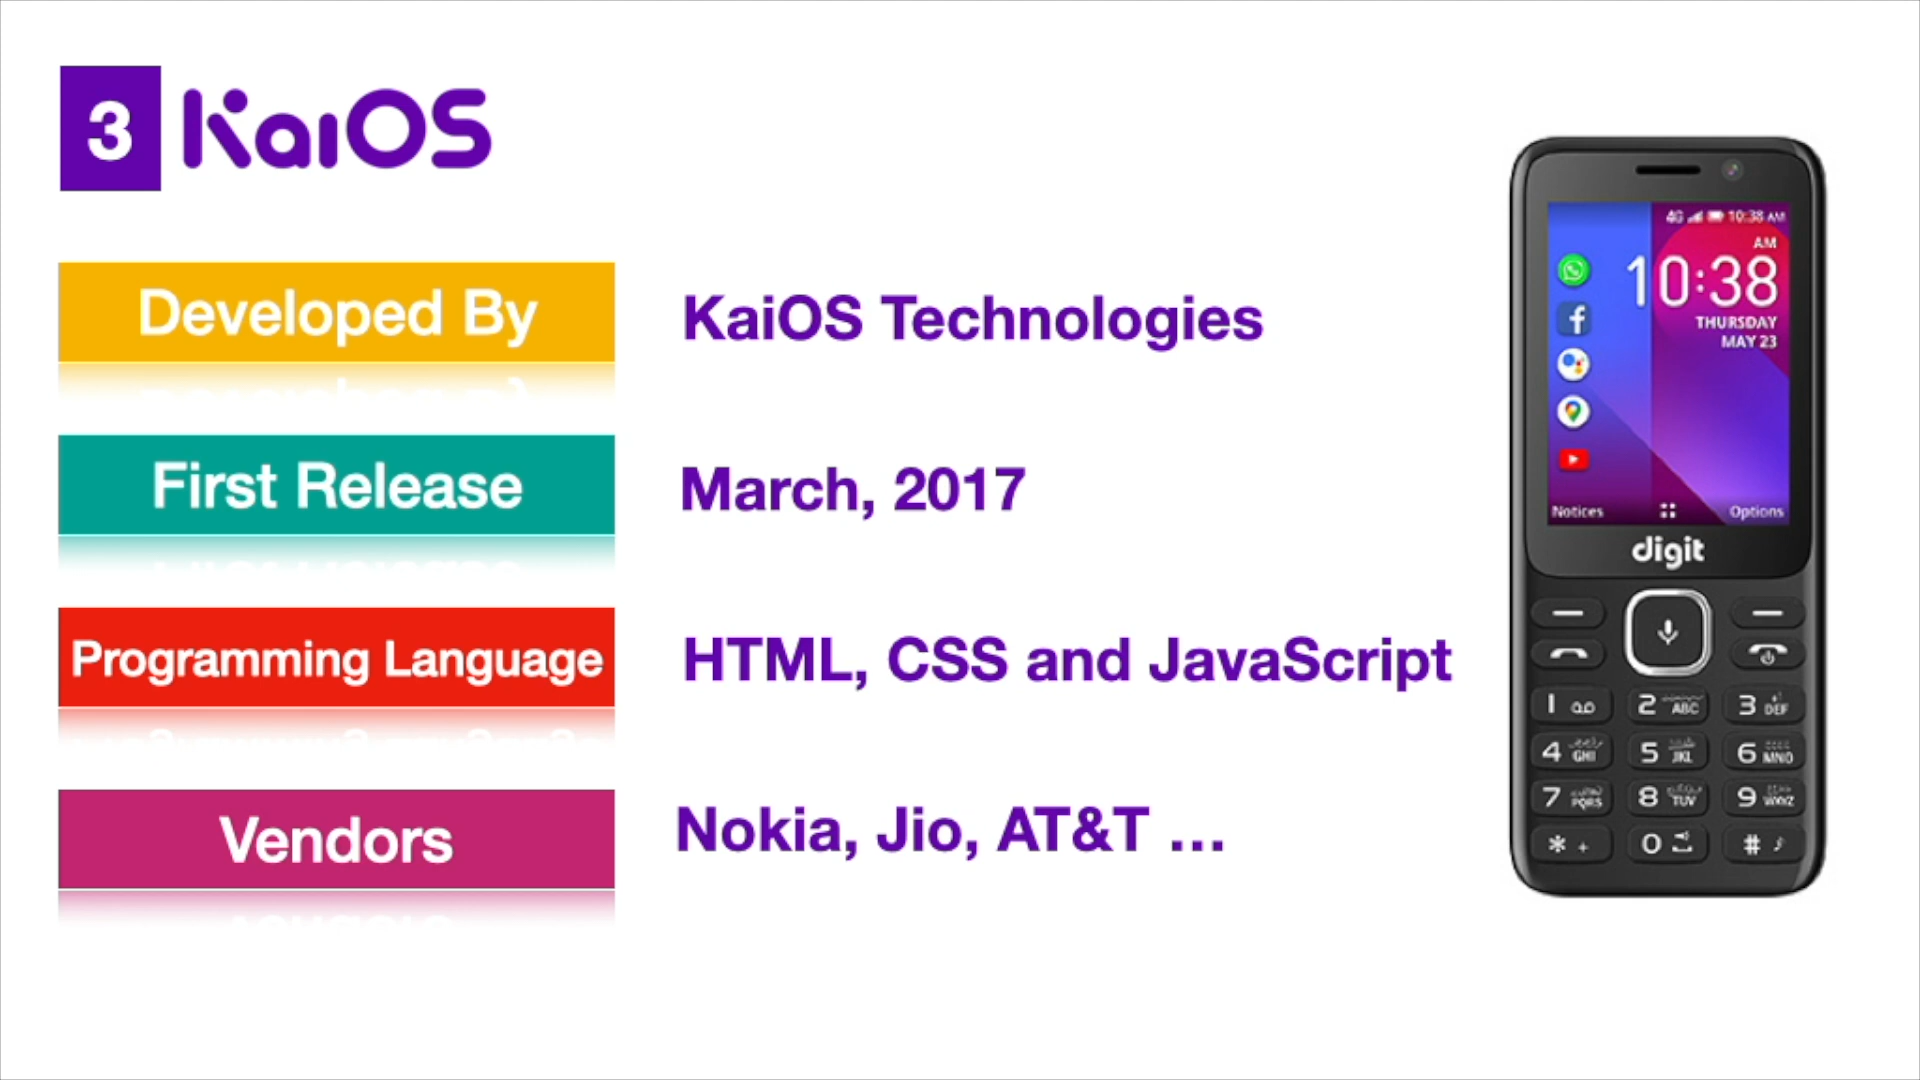 3 KaiOS
Developed By
KaiOS Technologies
First Release
March, 2017
Programming Language
HTML, CSS and JavaScript
Vendors
Nokia, Jio, AT&T ...
4G 10:38 AM
AM
10:38
THURSDAY
MAY 23
Notices Options
digit
1
2 ABC 3 DEF
4 GHI 5 JKL 6 MNO
7 PQRS 8 TUV 9 WXYZ
* + 0 #